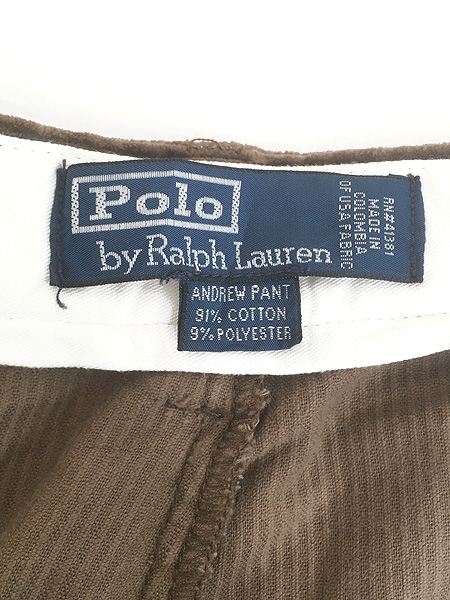 Polo
by Ralph Lauren
RN#41381
MADE IN
COLOMBIA
OF USA FABRIC
ANDREW PANT
91% COTTON
9% POLYESTER